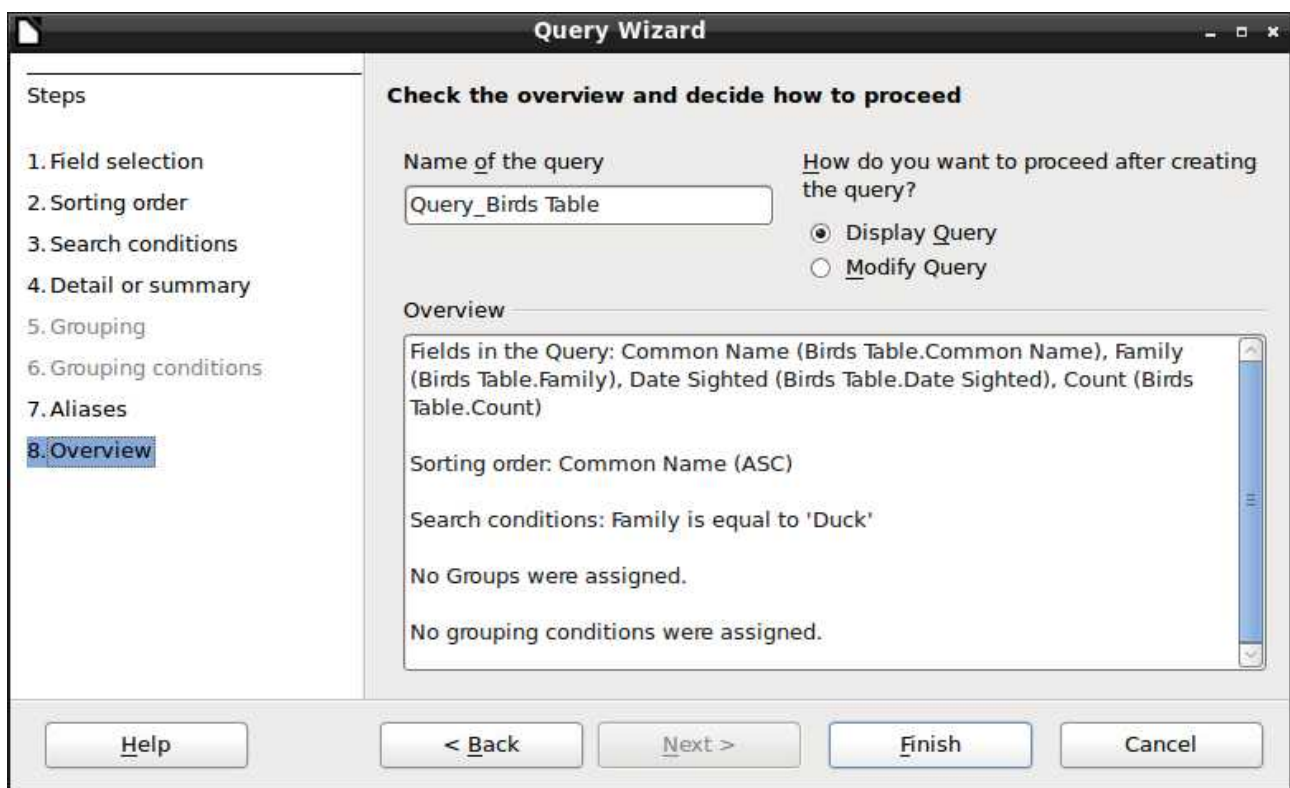 Query Wizard
Steps
1. Field selection
2. Sorting order
3. Search conditions
4. Detail or summary
5. Grouping
6. Grouping conditions
7. Aliases
8. Overview
Check the overview and decide how to proceed
Name of the query
Query_Birds Table
How do you want to proceed after creating
the query?
Display Query
Modify Query
Overview
Fields in the Query: Common Name (Birds Table.Common Name), Family
(Birds Table.Family), Date Sighted (Birds Table.Date Sighted), Count (Birds
Table.Count)
Sorting order: Common Name (ASC)
Search conditions: Family is equal to 'Duck'
No Groups were assigned.
No grouping conditions were assigned.
Help
< Back
Next >
Finish
Cancel